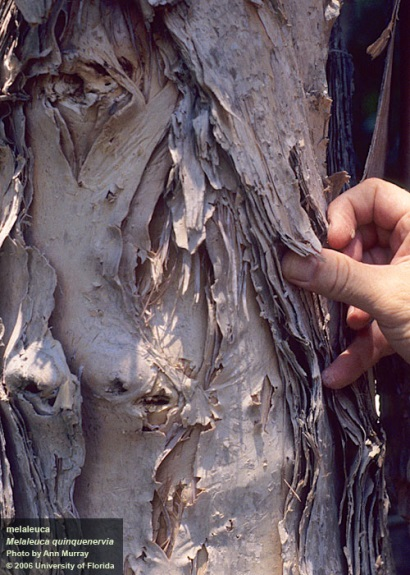 melaleuca
Melaleuca quinquenervia
Photo by Ann Murray
© 2006 University of Florida